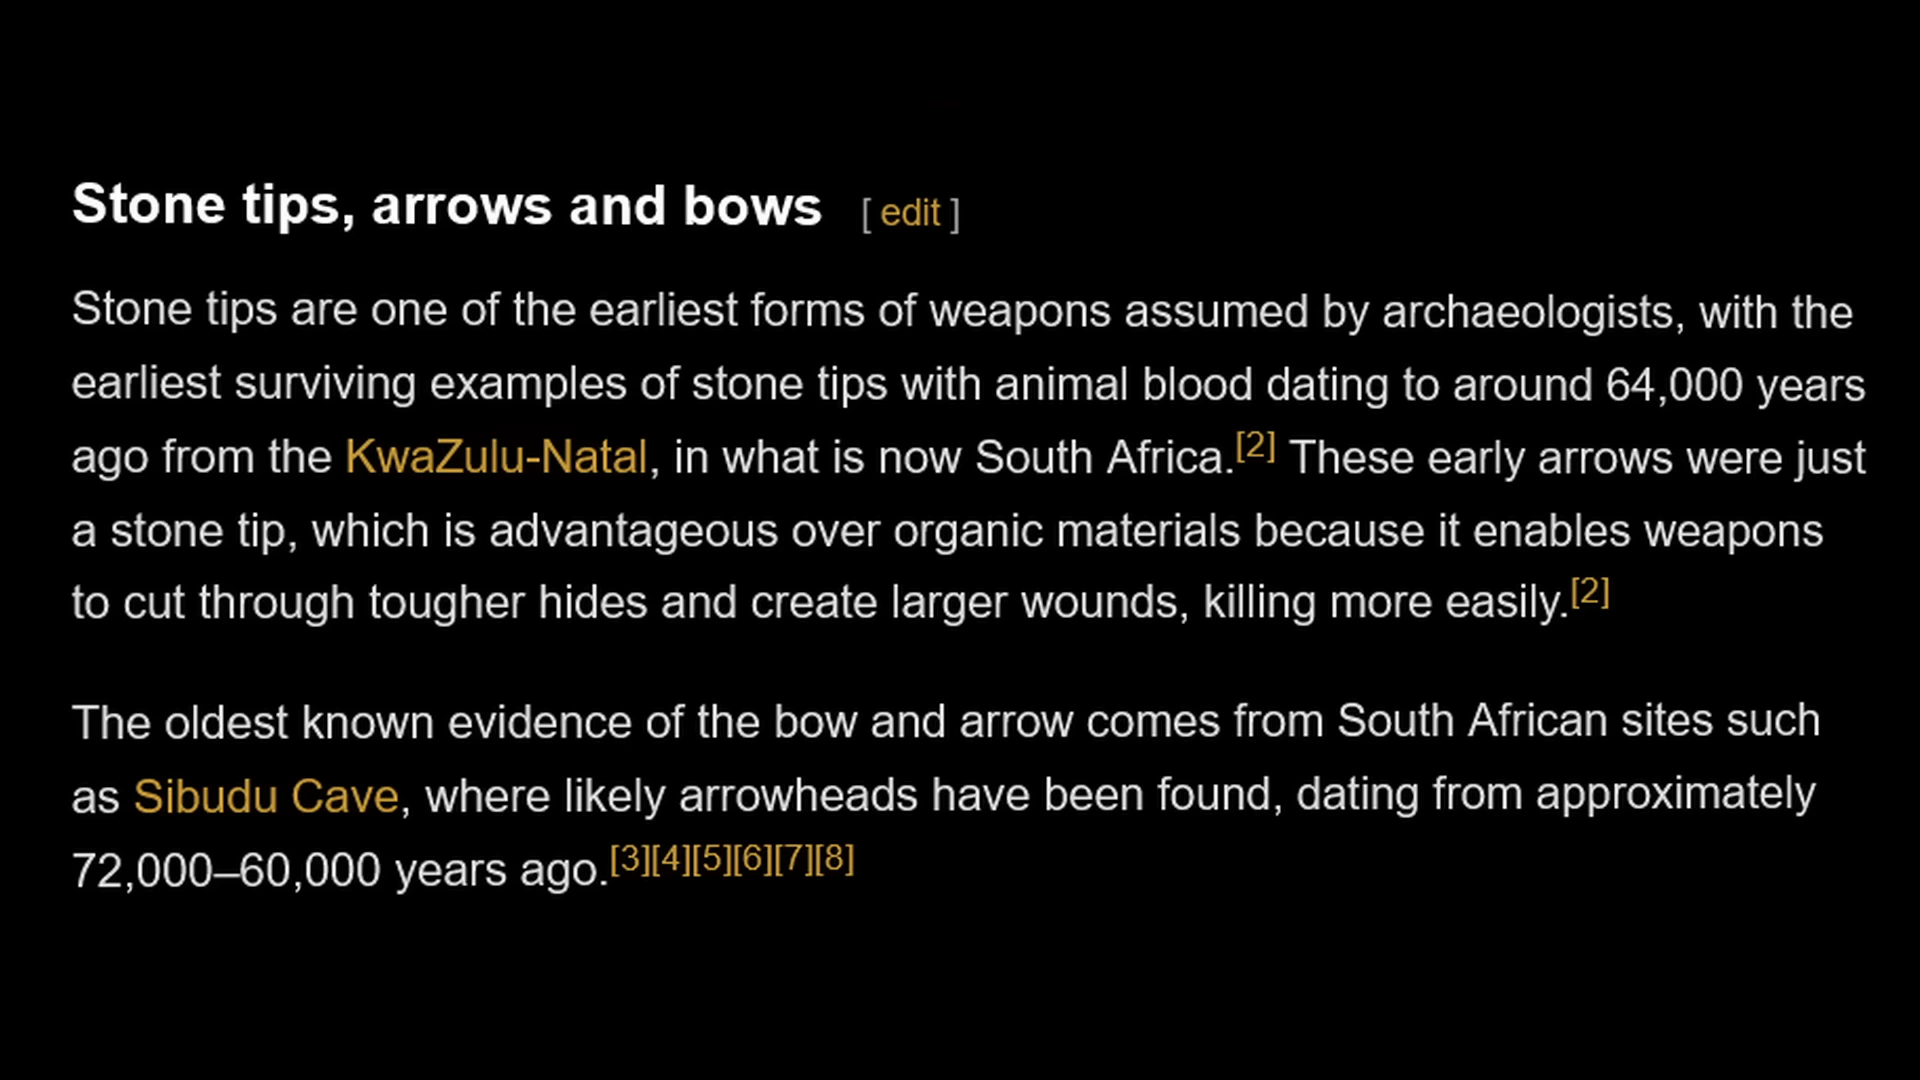 Stone tips, arrows and bows [ edit ]
Stone tips are one of the earliest forms of weapons assumed by archaeologists, with the
earliest surviving examples of stone tips with animal blood dating to around 64,000 years
ago from the KwaZulu-Natal, in what is now South Africa.[2] These early arrows were just
a stone tip, which is advantageous over organic materials because it enables weapons
to cut through tougher hides and create larger wounds, killing more easily.[2]
The oldest known evidence of the bow and arrow comes from South African sites such
as Sibudu Cave, where likely arrowheads have been found, dating from approximately
72,000–60,000 years ago.[3][4][5][6][7][8]